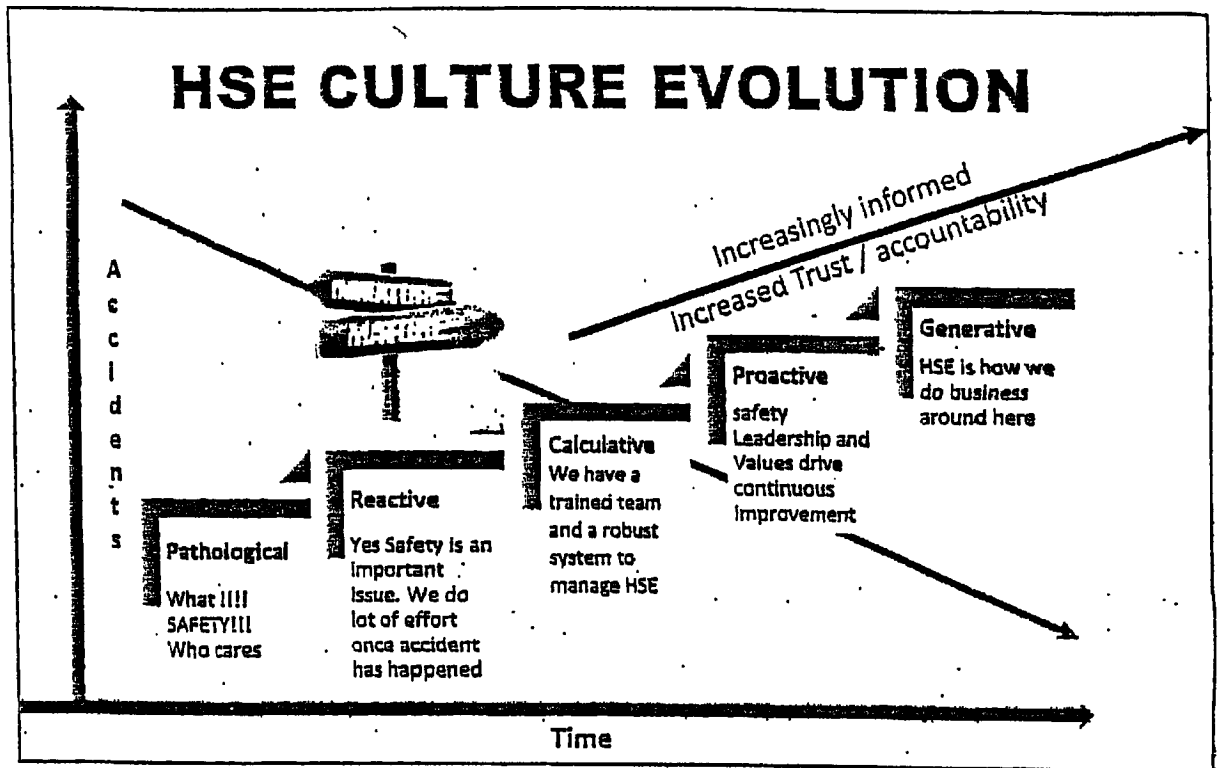 HSE CULTURE EVOLUTION
Accidents
Increasingly informed
Increased Trust / accountability
Pathological
What !!!!
SAFETY!!!
Who cares
Reactive
Yes Safety is an
important
issue. We do
lot of effort
once accident
has happened
Calculative
We have a
trained team
and a robust
system to
manage HSE
Proactive
safety
Leadership and
Values drive
continuous
improvement
Generative
HSE is how we
do business
around here
Time